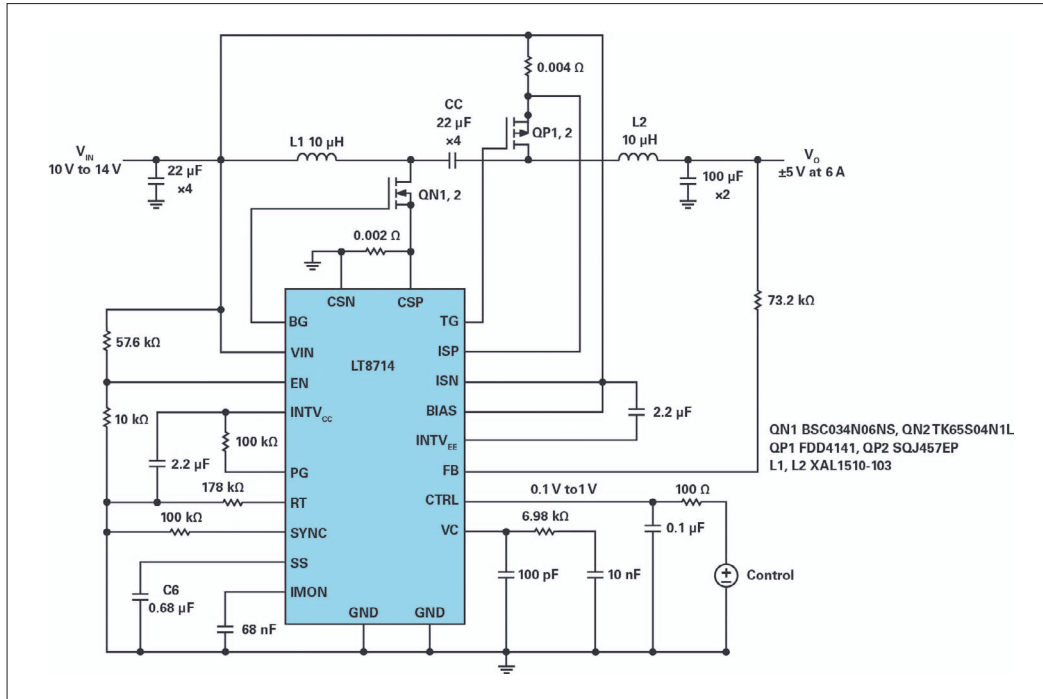 0.004 Ω
CC
22 µF
×4
QP1, 2
L2
10 µH
L1 10 µH
V_IN
10 V to 14 V
22 µF
×4
V_O
±5 V at 6 A
100 µF
×2
QN1, 2
0.002 Ω
CSN
CSP
BG
TG
73.2 kΩ
57.6 kΩ
VIN
ISP
LT8714
EN
ISN
10 kΩ
INTV_CC
BIAS
2.2 µF
100 kΩ
INTV_EE
QN1 BSC034N06NS, QN2 TK65S04N1L
QP1 FDD4141, QP2 SQJ457EP
L1, L2 XAL1510-103
2.2 µF
PG
FB
178 kΩ
RT
CTRL
0.1 V to 1 V
100 Ω
100 kΩ
SYNC
VC
6.98 kΩ
0.1 µF
SS
C6
0.68 µF
100 pF
10 nF
Control
IMON
68 nF
GND
GND